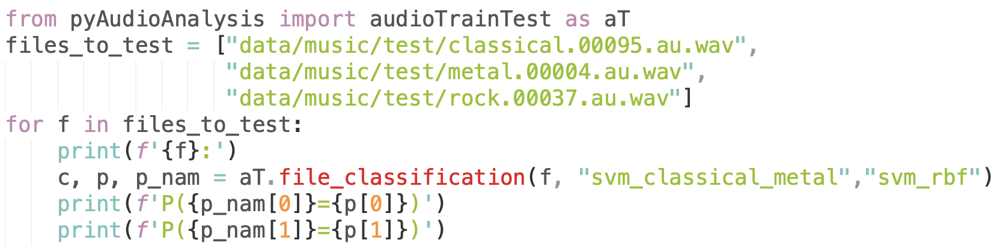 from pyAudioAnalysis import audioTrainTest as aT
files_to_test = ["data/music/test/classical.00095.au.wav",
                 "data/music/test/metal.00004.au.wav",
                 "data/music/test/rock.00037.au.wav"]
for f in files_to_test:
    print(f'{f}:')
    c, p, p_nam = aT.file_classification(f, "svm_classical_metal","svm_rbf")
    print(f'P({p_nam[0]}={p[0]})')
    print(f'P({p_nam[1]}={p[1]})')